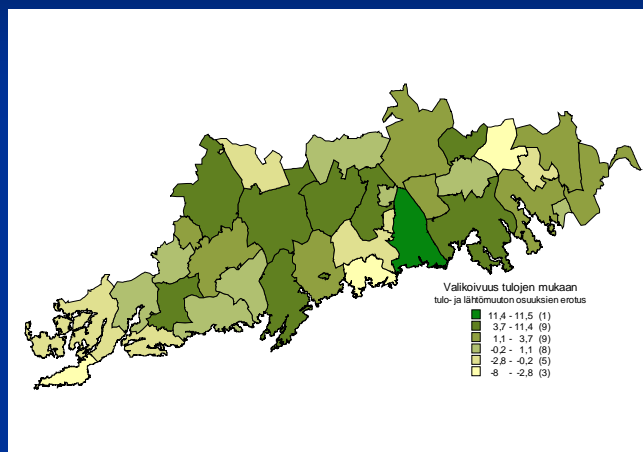 Valikoivuus tulojen mukaan
tulo- ja lähtömuuton osuuksien erotus
11,4 - 11,5 (1)
3,7 - 11,4 (9)
1,1 - 3,7 (9)
-0,2 - 1,1 (8)
-2,8 - -0,2 (5)
-8 - -2,8 (3)